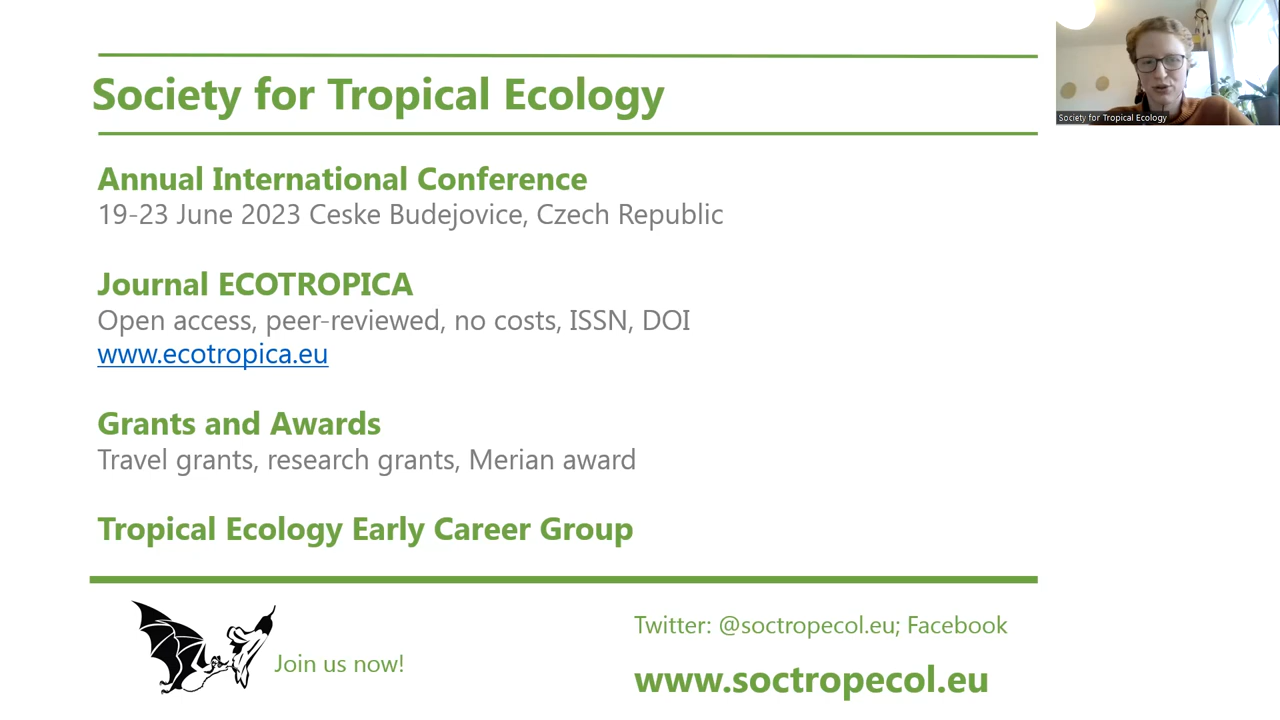 Society for Tropical Ecology
Society for Tropical Ecology
Annual International Conference
19-23 June 2023 Ceske Budejovice, Czech Republic
Journal ECOTROPICA
Open access, peer-reviewed, no costs, ISSN, DOI
www.ecotropica.eu
Grants and Awards
Travel grants, research grants, Merian award
Tropical Ecology Early Career Group
Join us now!
Twitter: @soctropecol.eu; Facebook
www.soctropecol.eu